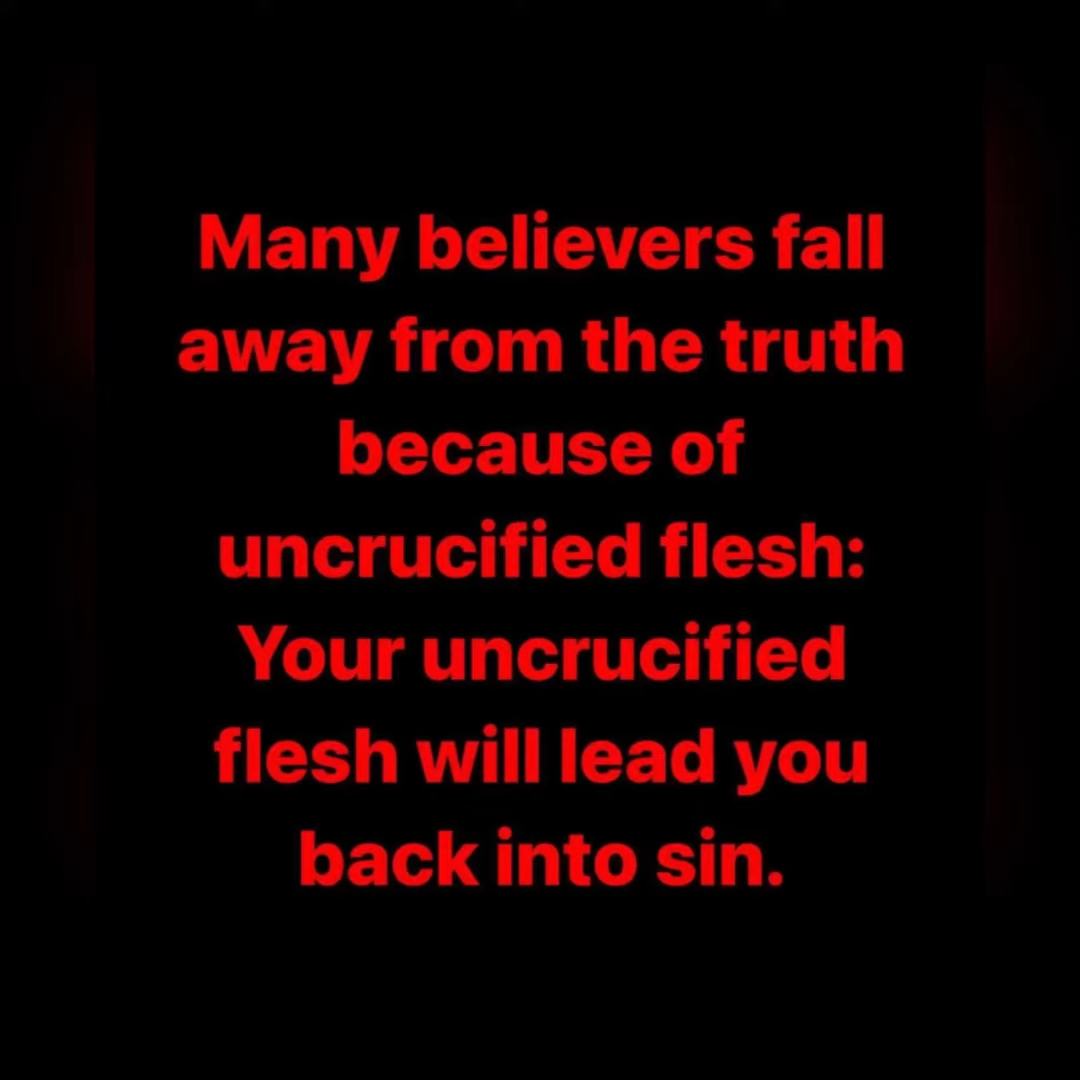 Many believers fall
away from the truth
because of
uncrucified flesh:
Your uncrucified
flesh will lead you
back into sin.